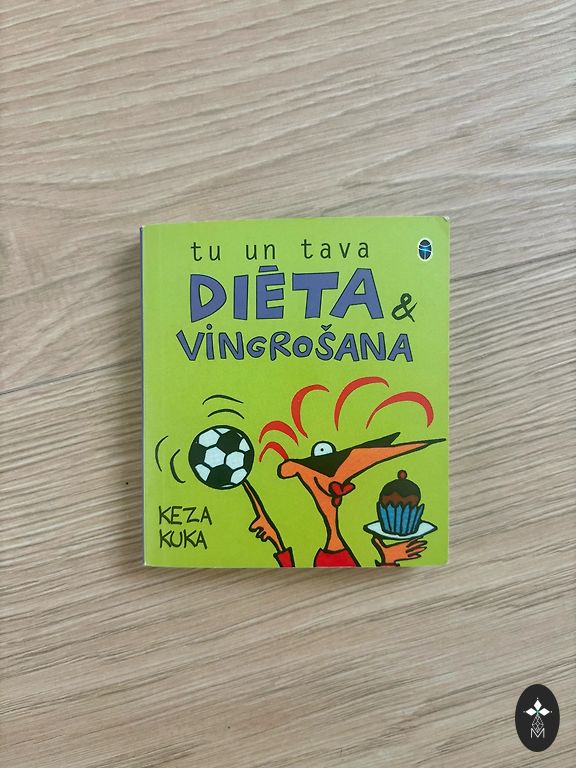 tu un tava
DIĒTA &
VINGROŠANA
KEZA
KUKA
M